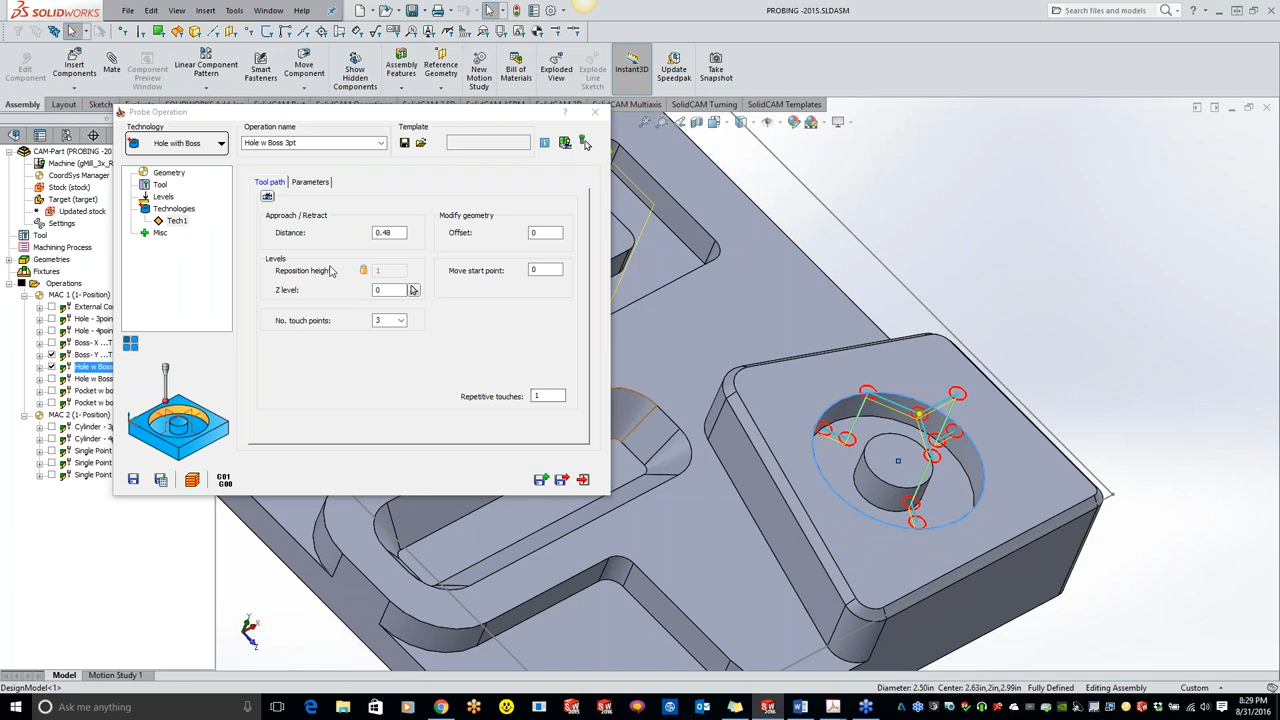 SOLIDWORKS File Edit View Insert Tools Window Help PROBING -2015.SLDASM Search files and models
Edit Component
Insert Components
Mate
Component Preview Window
Linear Component Pattern
Smart Fasteners
Move Component
Show Hidden Components
Assembly Features
Reference Geometry
New Motion Study
Bill of Materials
Exploded View
Explode Line Sketch
Instant3D
Update Speedpak
Take Snapshot
Assembly Layout Sketch SolidCAM Multiaxis SolidCAM Turning SolidCAM Templates
Probe Operation
Technology Operation name Template
Hole with Boss Hole w Boss 3pt
Geometry
Tool
Levels
Technologies
Tech1
Misc
Tool path Parameters
Approach / Retract Modify geometry
Distance: 0.48 Offset: 0
Levels
Reposition heigh 1 Move start point: 0
Z level: 0
No. touch points: 3
Repetitive touches: 1
G01
G00
CAM-Part (PROBING -20
Machine (gMill_3x_R
CoordSys Manager
Stock (stock)
Target (target)
Updated stock
Settings
Tool
Machining Process
Geometries
Fixtures
Operations
MAC 1 (1- Position)
External Co
Hole - 3poin
Hole - 4poin
Boss- X ...T
Boss- Y ...T
Hole w Boss
Hole w Bos
Pocket w bo
Pocket w bo
MAC 2 (1- Position)
Cylinder - 3
Cylinder - 4
Single Point
Single Point
Single Point
Y
X
Z
Model Motion Study 1
DesignModel<1> Diameter: 2.50in Center: 2.63in,2in,2.99in Fully Defined Editing Assembly Custom
Ask me anything 8:29 PM
8/31/2016